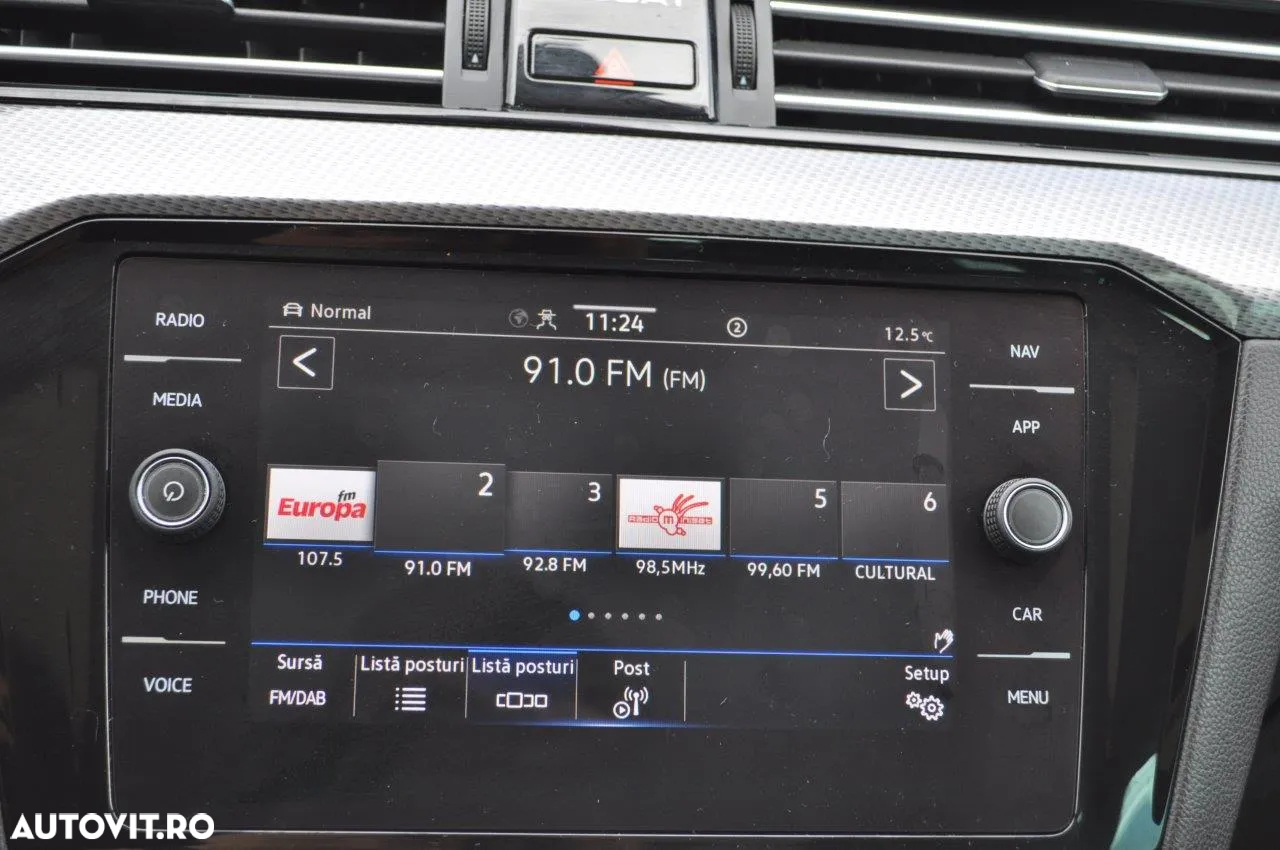 RADIO
MEDIA
PHONE
VOICE
Normal
11:24
2
12.5°C
<
91.0 FM (FM)
>
Europa fm
2
3
Radio Minisat
5
6
107.5
91.0 FM
92.8 FM
98,5MHz
99,60 FM
CULTURAL
Sursă
FM/DAB
Listă posturi
Listă posturi
Post
Setup
NAV
APP
CAR
MENU
AUTOVIT.RO